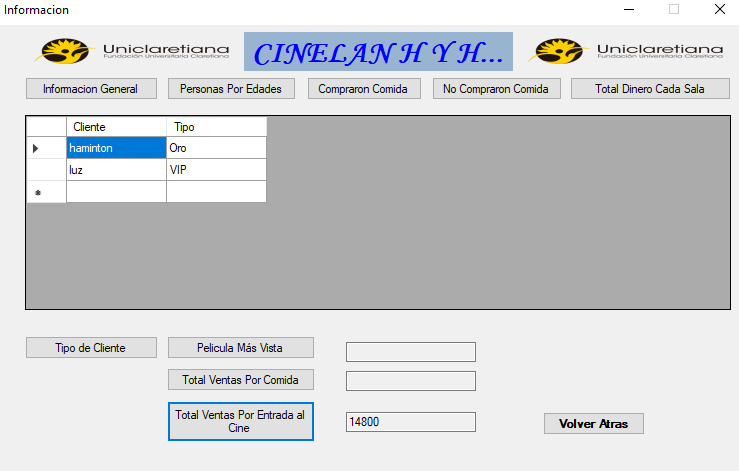 Informacion
Uniclaretiana
Fundación Universitaria Claretiana
CINELAN H Y H...
Uniclaretiana
Fundación Universitaria Claretiana
Informacion General
Personas Por Edades
Compraron Comida
No Compraron Comida
Total Dinero Cada Sala
Cliente Tipo
haminton Oro
luz VIP
Tipo de Cliente
Pelicula Más Vista
Total Ventas Por Comida
Total Ventas Por Entrada al
Cine
14800
Volver Atras